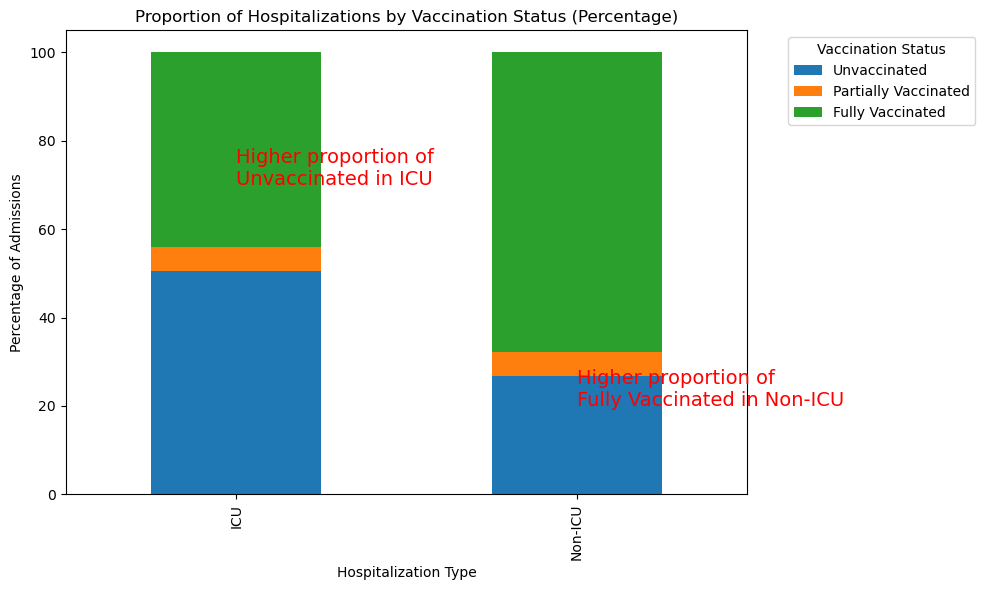 Proportion of Hospitalizations by Vaccination Status (Percentage)
Vaccination Status
Unvaccinated
Partially Vaccinated
Fully Vaccinated
Percentage of Admissions
100
80
60
40
20
0
Higher proportion of
Unvaccinated in ICU
Higher proportion of
Fully Vaccinated in Non-ICU
ICU
Non-ICU
Hospitalization Type